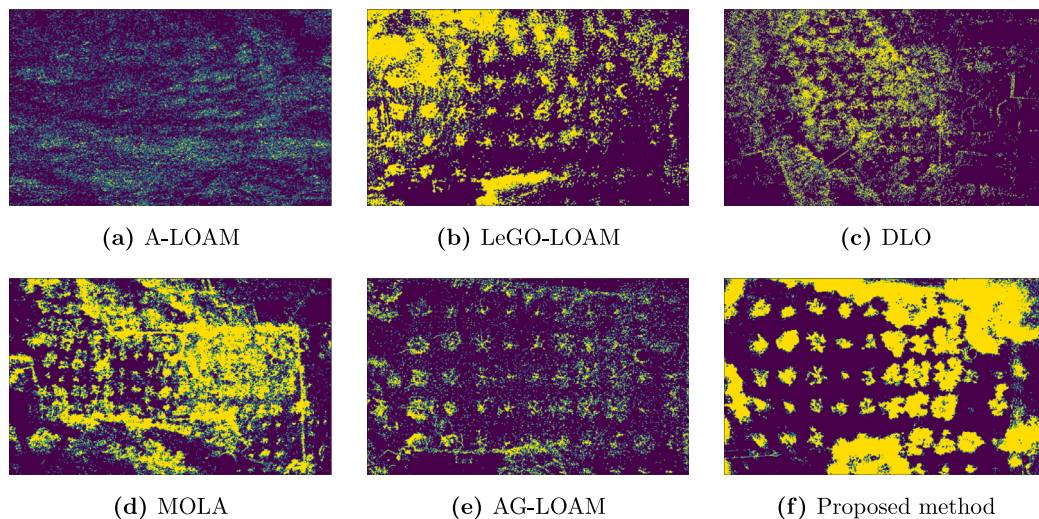 (a) A-LOAM
(b) LeGO-LOAM
(c) DLO
(d) MOLA
(e) AG-LOAM
(f) Proposed method